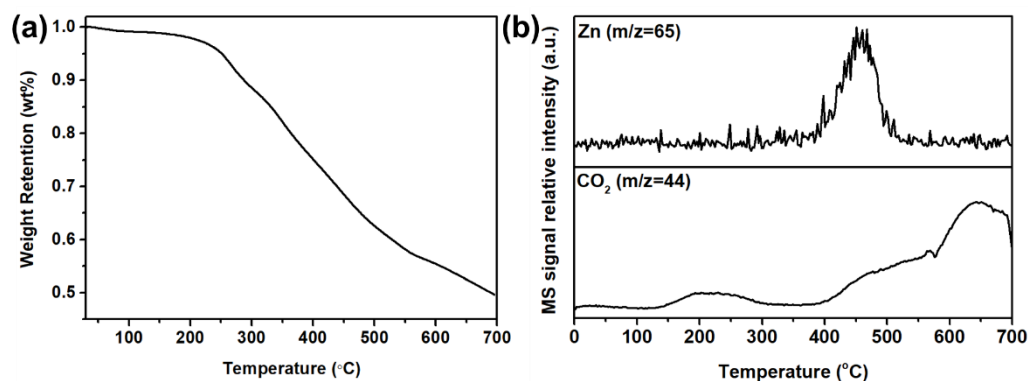 (a)
Weight Retention (wt%)
1.0
0.9
0.8
0.7
0.6
0.5
100 200 300 400 500 600 700
Temperature (◦C)
(b)
MS signal relative intensity (a.u.)
Zn (m/z=65)
CO₂ (m/z=44)
0 100 200 300 400 500 600 700
Temperature (°C)